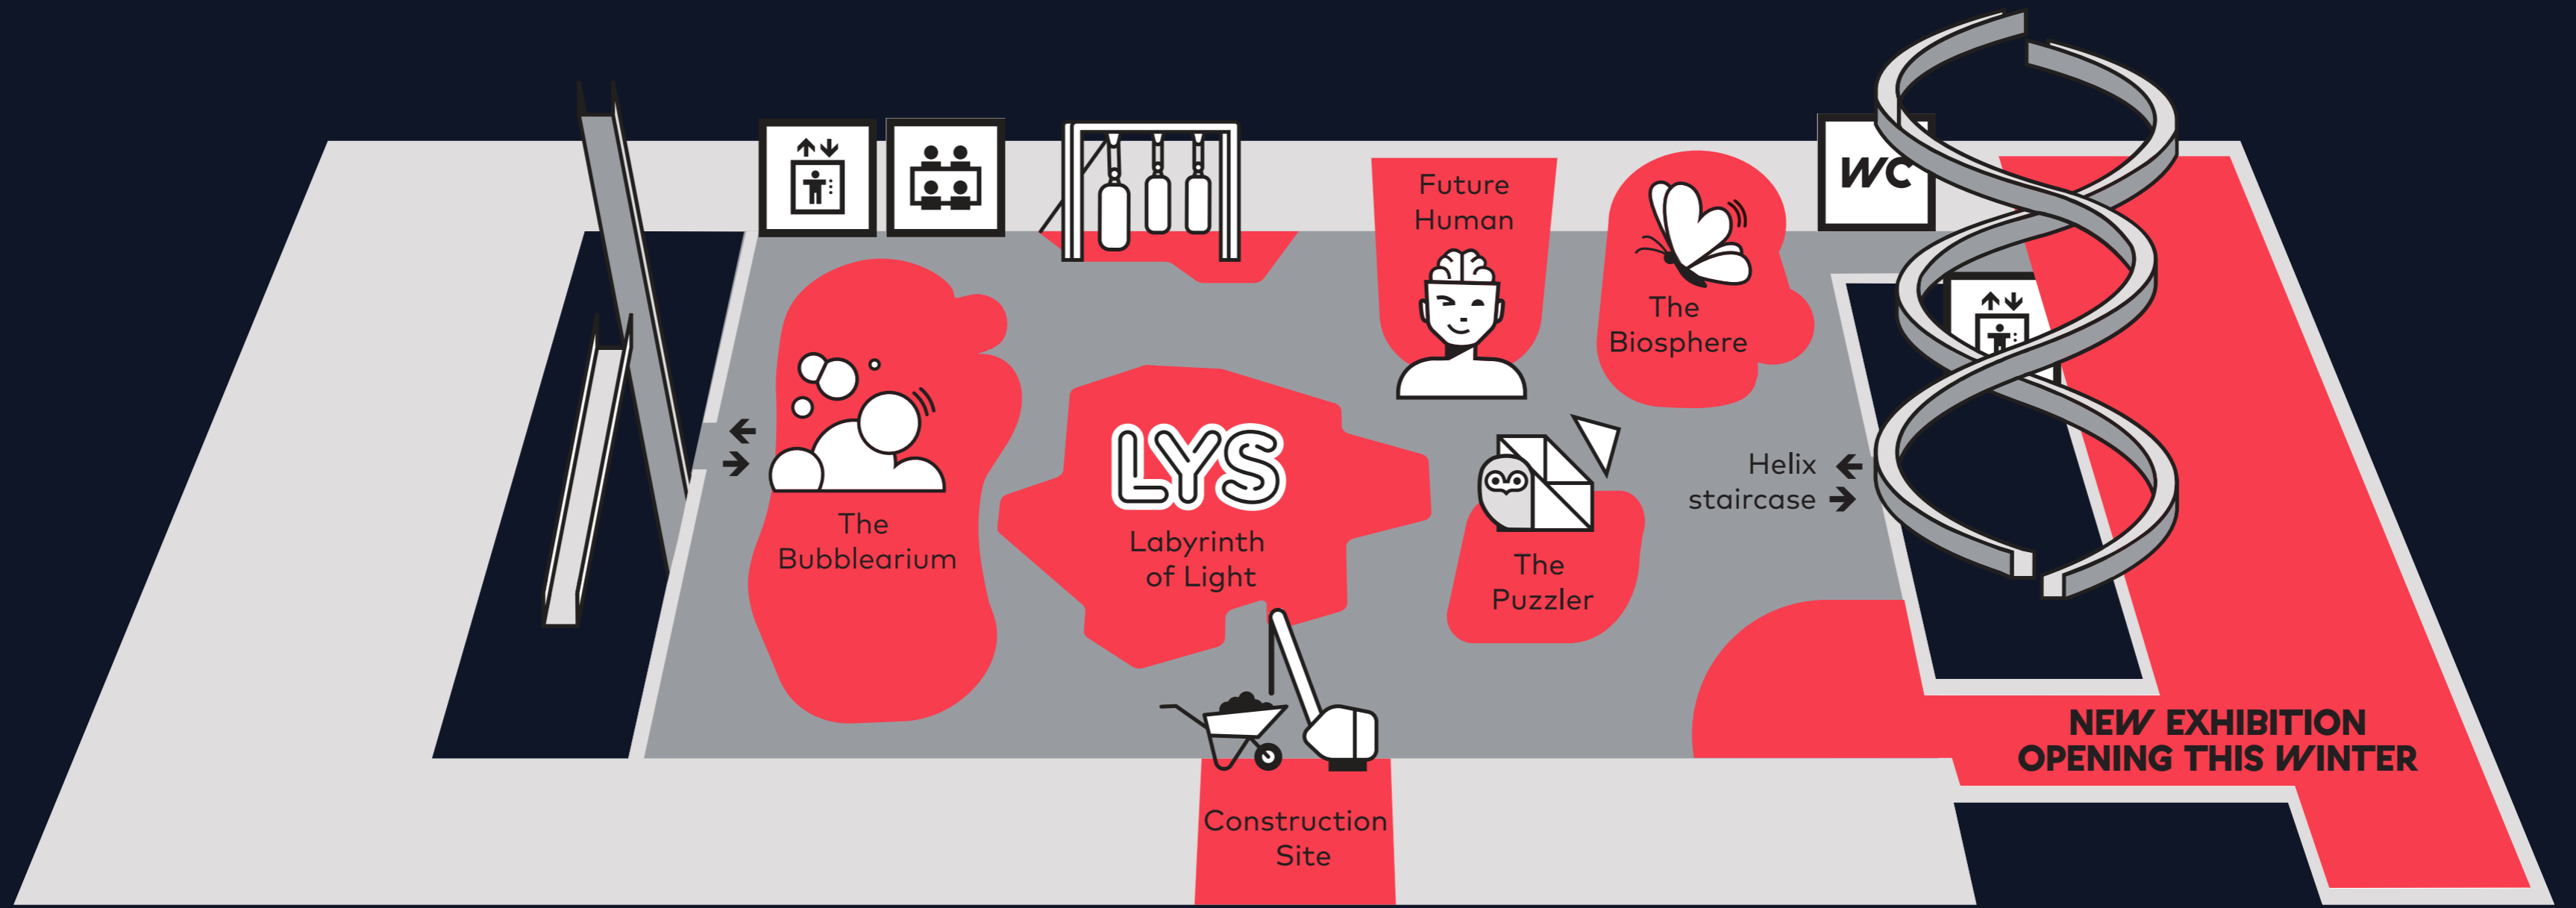 WC
Future
Human
The
Biosphere
The
Bubblearium
LYS
Labyrinth
of Light
The
Puzzler
Helix
staircase
Construction
Site
NEW EXHIBITION
OPENING THIS WINTER